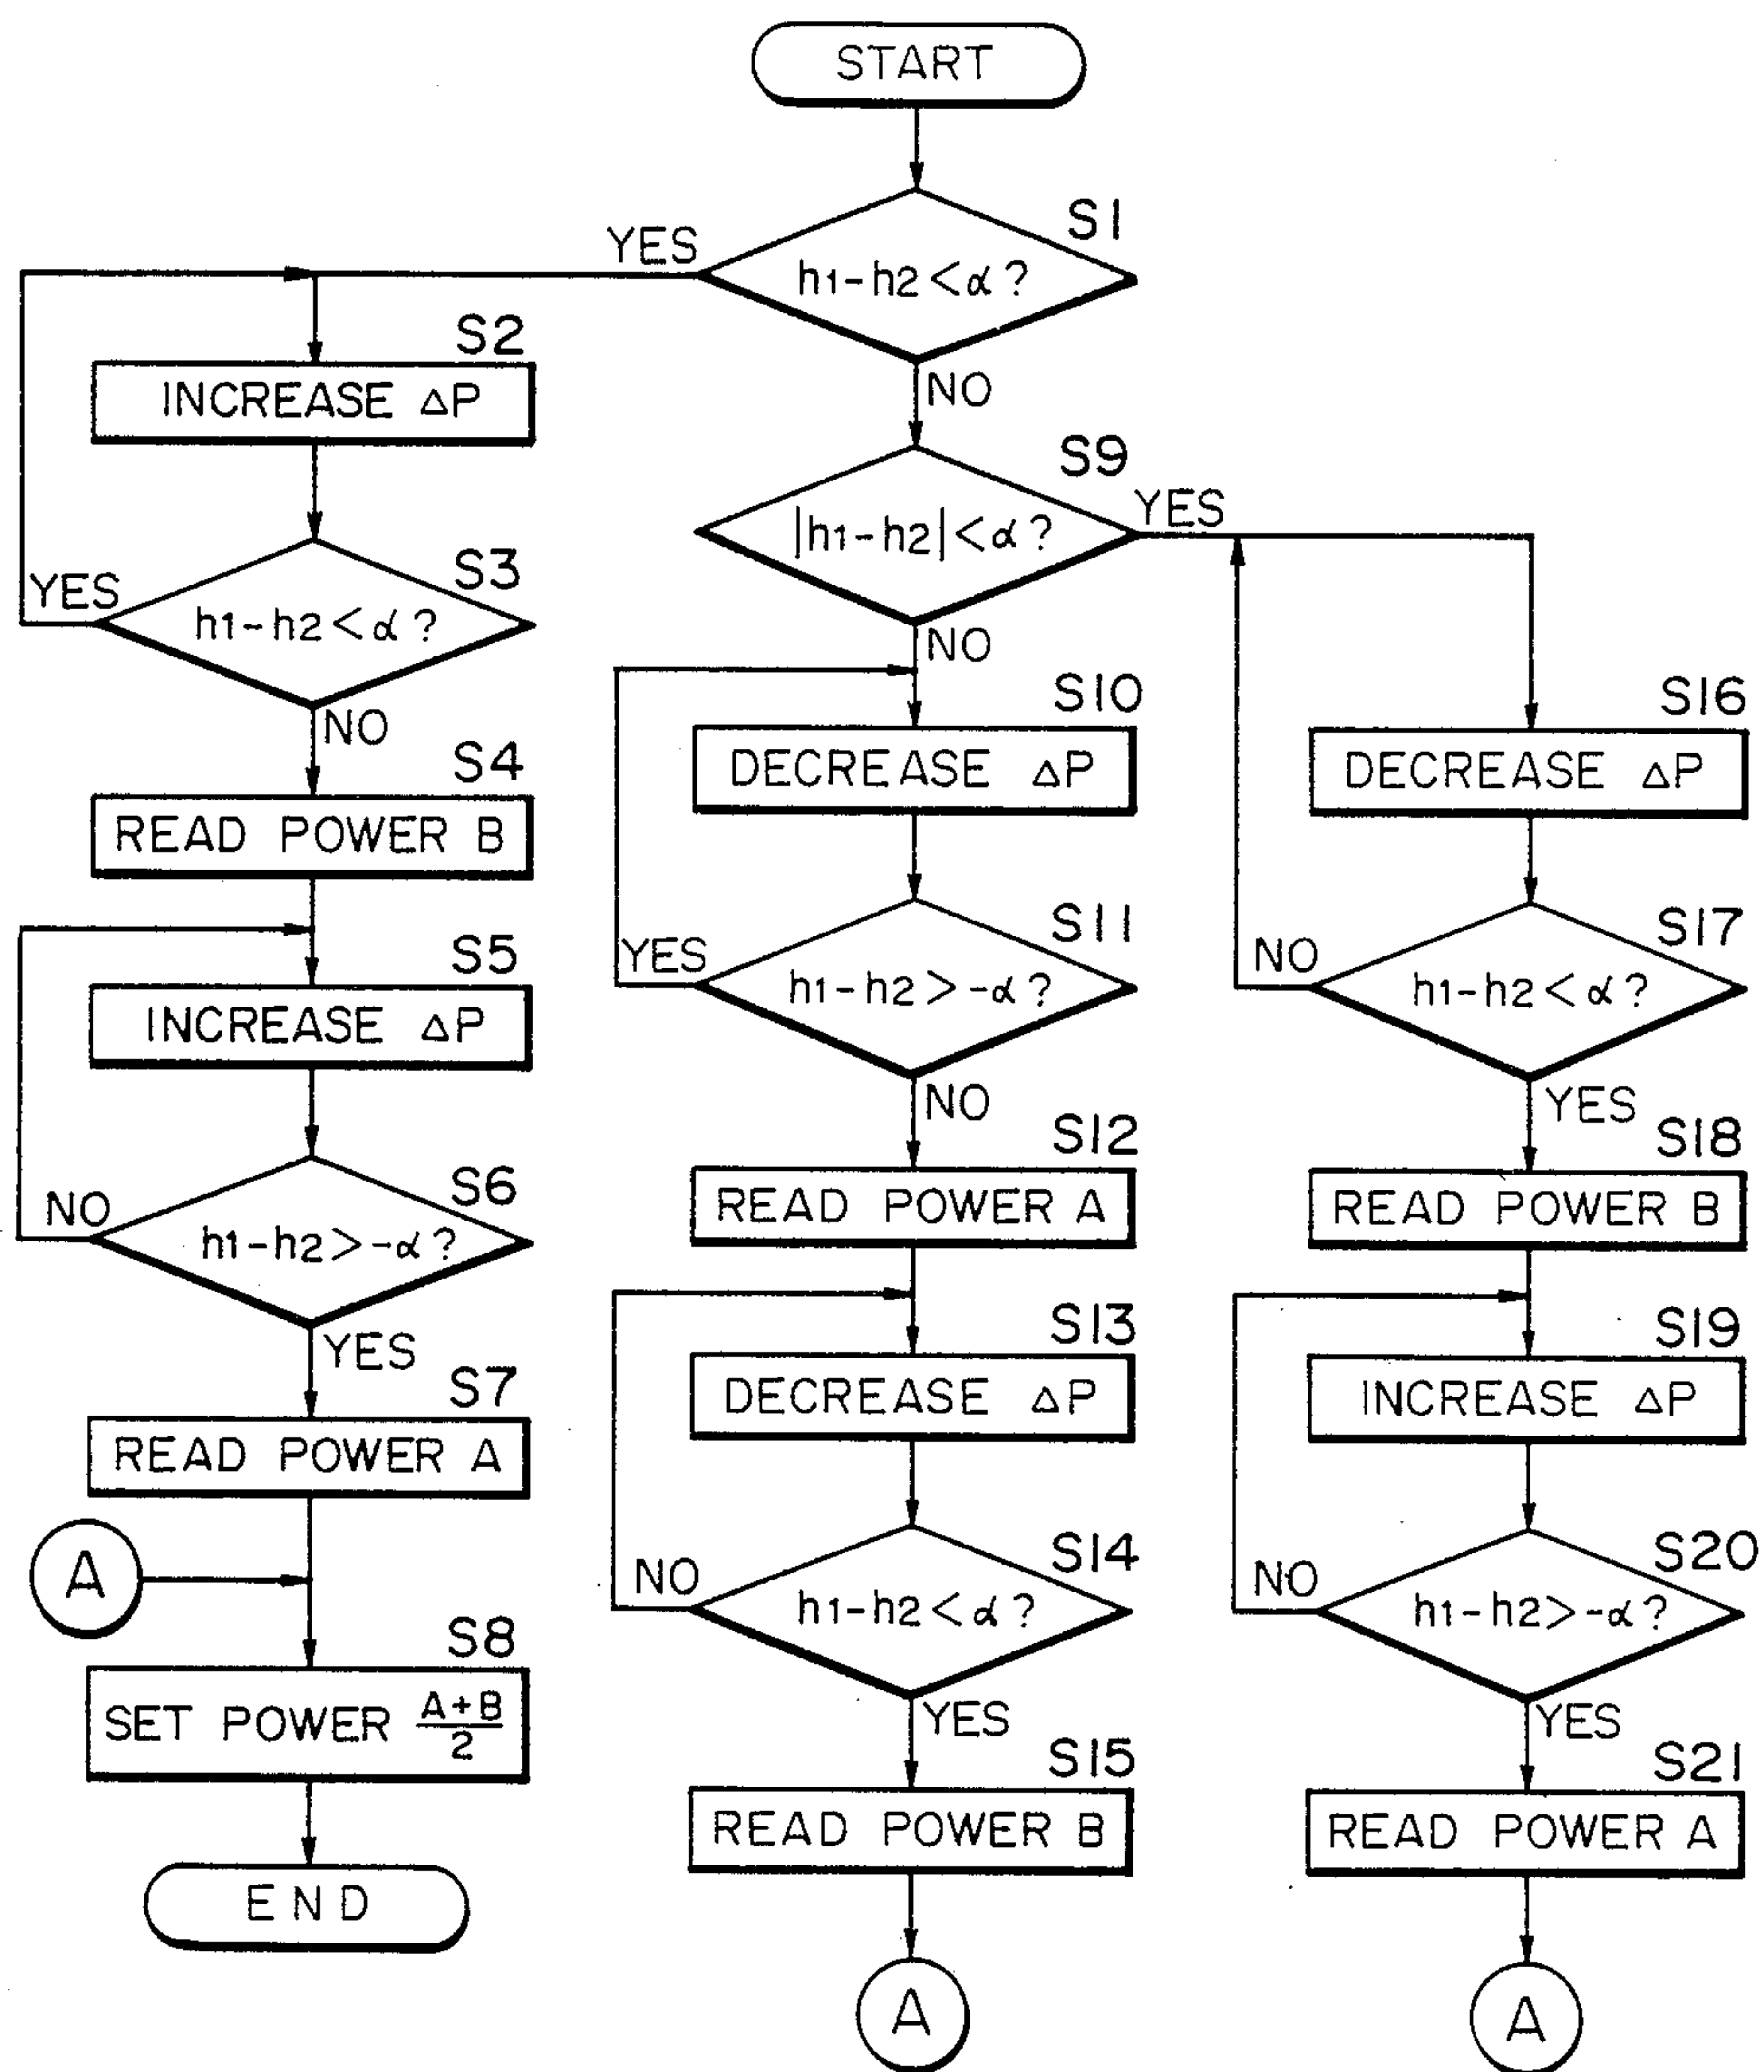 START
S1
h1-h2<α?
YES
NO
S2
INCREASE ΔP
S3
h1-h2<α?
YES
NO
S4
READ POWER B
S5
INCREASE ΔP
S6
h1-h2>-α?
NO
YES
S7
READ POWER A
A
S8
SET POWER A+B/2
END
S9
|h1-h2|<α?
YES
NO
S10
DECREASE ΔP
S11
h1-h2>-α?
YES
NO
S12
READ POWER A
S13
DECREASE ΔP
S14
h1-h2<α?
NO
YES
S15
READ POWER B
A
S16
DECREASE ΔP
S17
h1-h2<α?
NO
YES
S18
READ POWER B
S19
INCREASE ΔP
S20
h1-h2>-α?
NO
YES
S21
READ POWER A
A